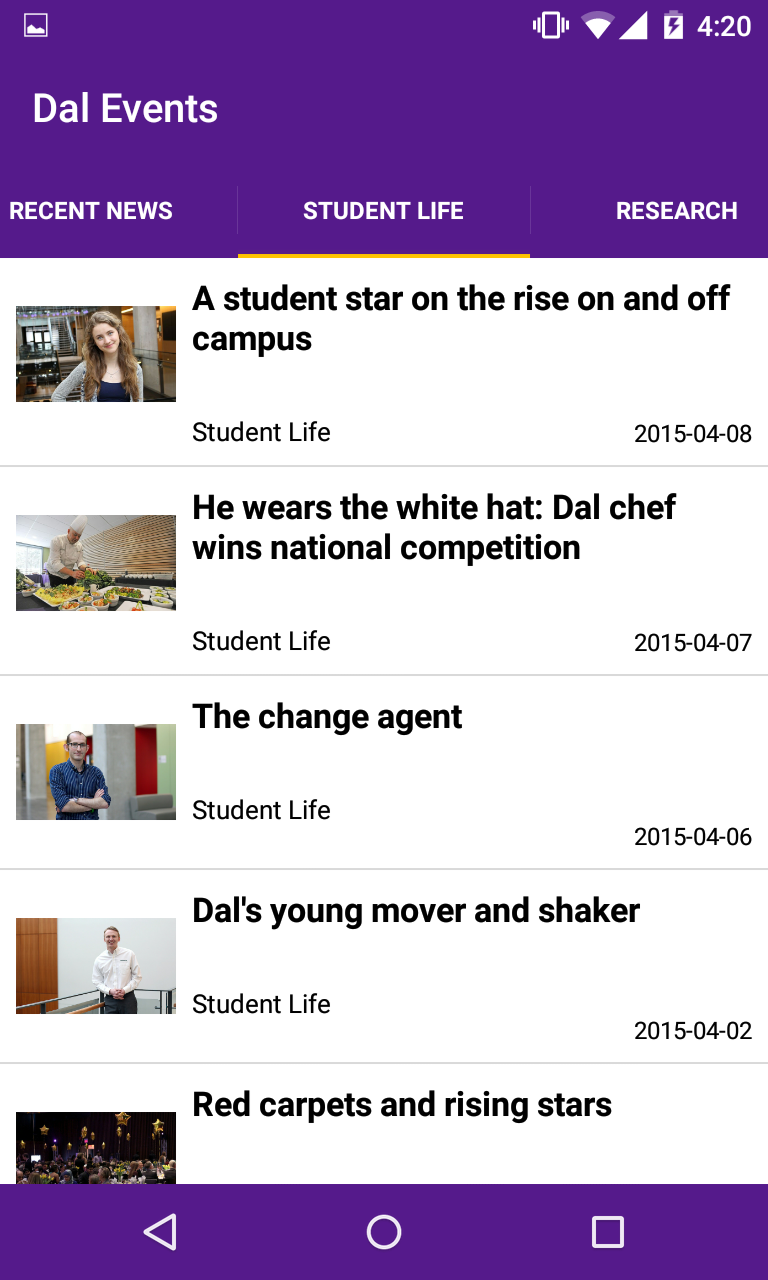 4:20
Dal Events
RECENT NEWS
STUDENT LIFE
RESEARCH
A student star on the rise on and off
campus
Student Life
2015-04-08
He wears the white hat: Dal chef
wins national competition
Student Life
2015-04-07
The change agent
Student Life
2015-04-06
Dal's young mover and shaker
Student Life
2015-04-02
Red carpets and rising stars